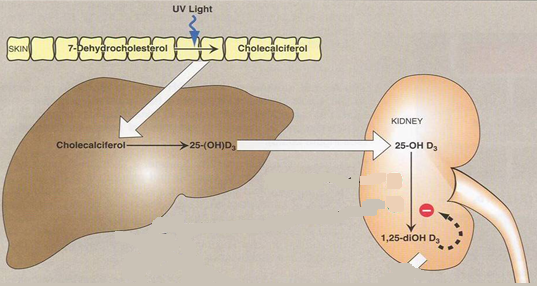 UV Light
SKIN 7-Dehydrocholesterol Cholecalciferol
Cholecalciferol 25-(OH)D3
KIDNEY
25-OH D3
1,25-diOH D3